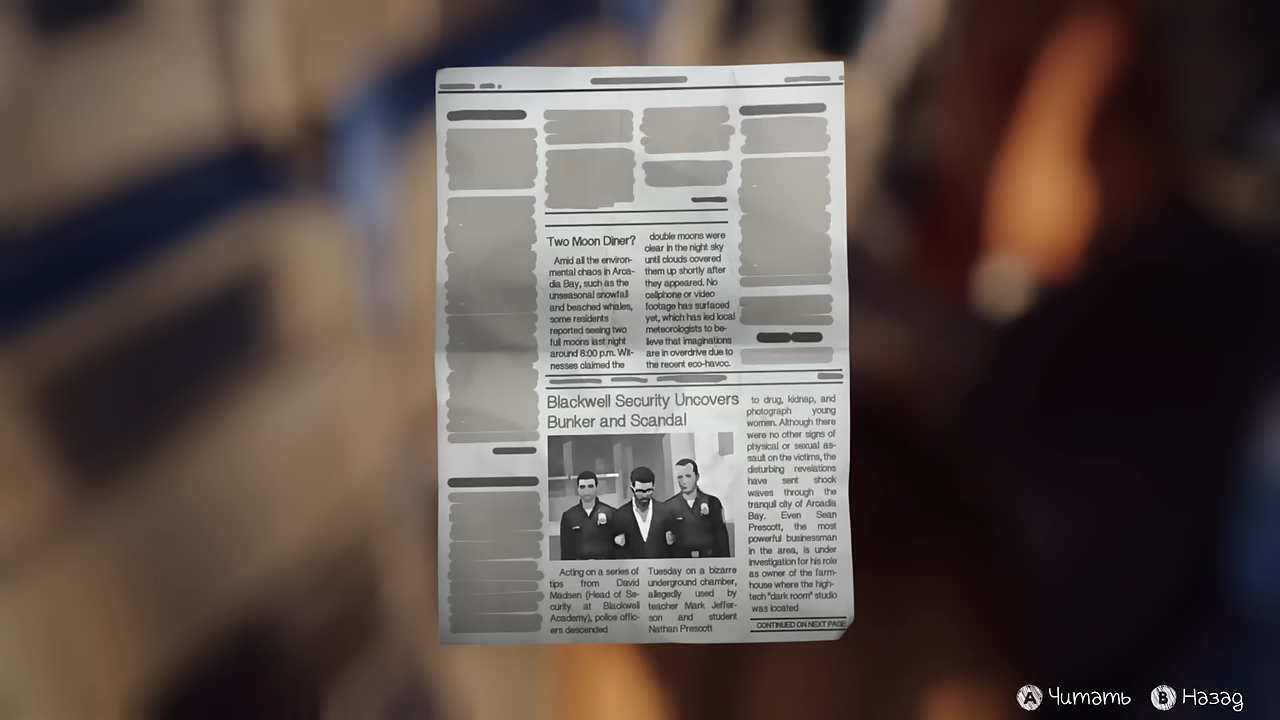 Two Moon Diner?
Amid all the environ-
mental chaos in Arca-
dia Bay, such as the
unseasonal snowfall
and beached whales,
some residents
reported seeing two
full moons last night
around 8:00 p.m. Wit-
nesses claimed the
double moons were
clear in the night sky
until clouds covered
them up shortly after
they appeared. No
cellphone or video
footage has surfaced
yet, which has led local
meteorologists to be-
lieve that imaginations
are in overdrive due to
the recent eco-havoc.
Blackwell Security Uncovers
Bunker and Scandal
Acting on a series of
tips from David
Madsen (Head of Se-
curity at Blackwell
Academy), police offic-
ers descended
Tuesday on a bizarre
underground chamber,
allegedly used by
teacher Mark Jeffer-
son and student
Nathan Prescott
to drug, kidnap, and
photograph young
women. Although there
were no other signs of
physical or sexual as-
sault on the victims, the
disturbing revelations
have sent shock
waves through the
tranquil city of Arcadia
Bay. Even Sean
Prescott, the most
powerful businessman
in the area, is under
investigation for his role
as owner of the farm-
house where the high-
tech "dark room" studio
was located
CONTINUED ON NEXT PAGE
A Читать B Назад